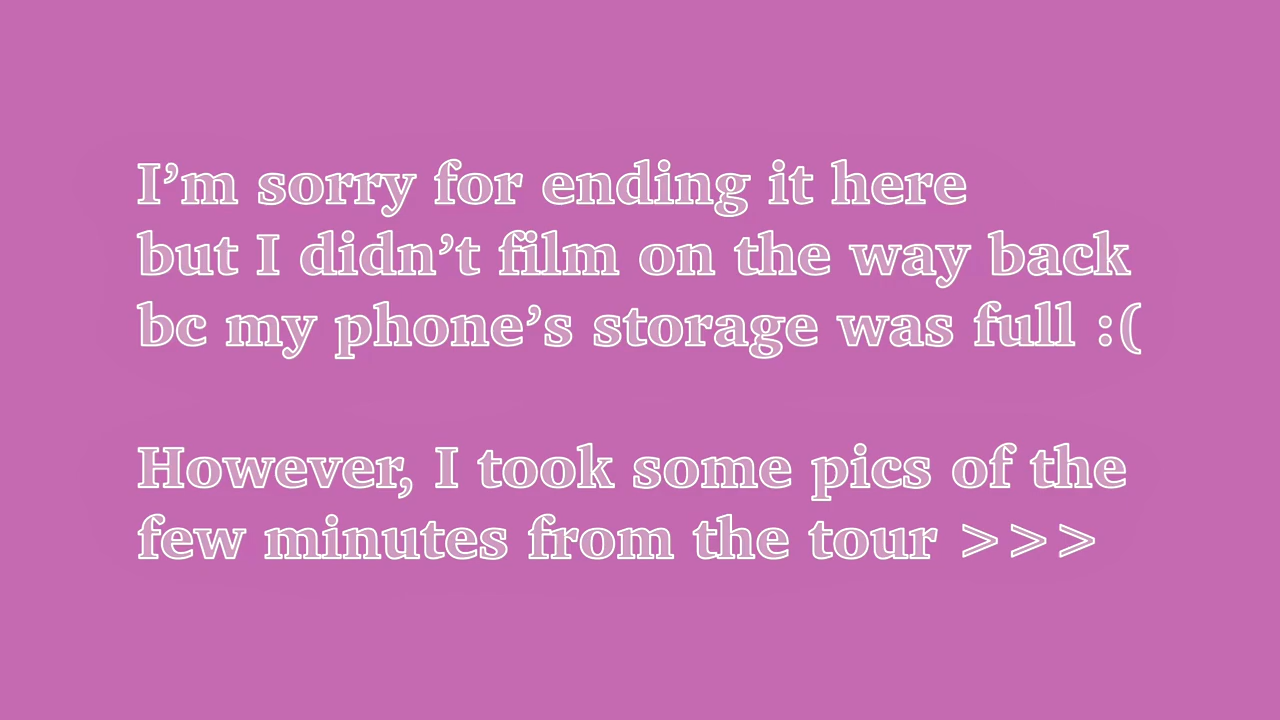 I’m sorry for ending it here
but I didn’t film on the way back
bc my phone’s storage was full :(
However, I took some pics of the
few minutes from the tour >>>